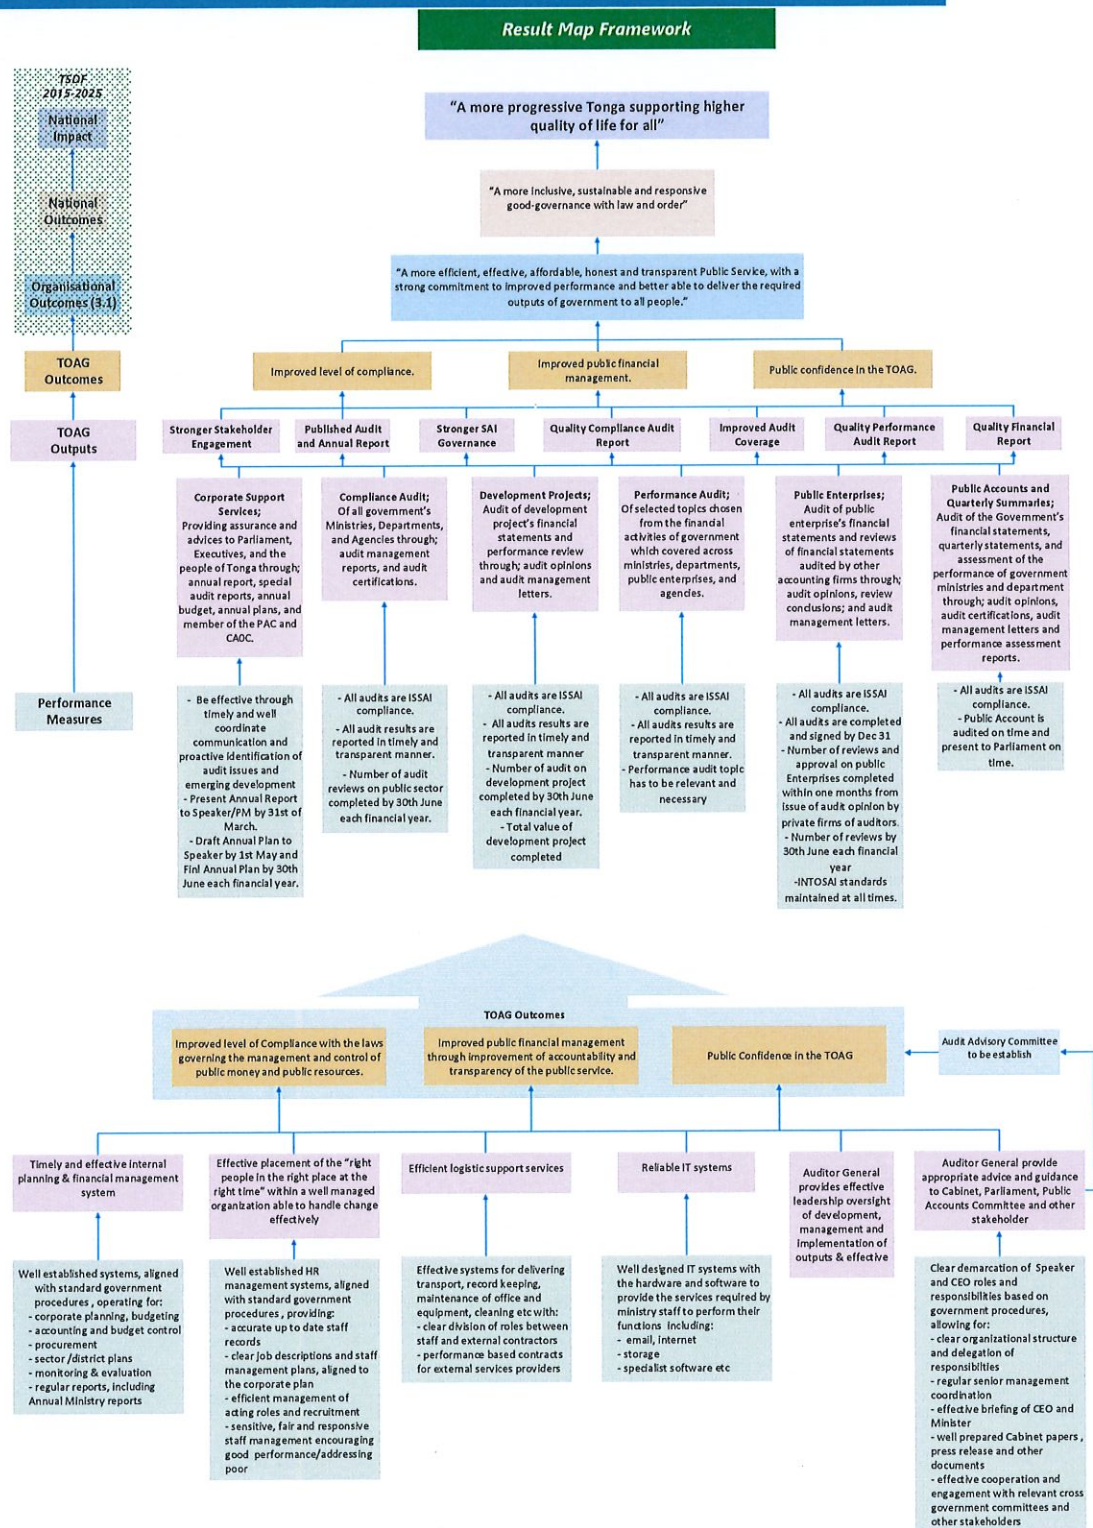 Result Map Framework
TSDF
2015-2025
National
Impact
National
Outcomes
Organisational
Outcomes (3.1)
TOAG
Outcomes
TOAG
Outputs
Performance
Measures
"A more progressive Tonga supporting higher
quality of life for all"
"A more inclusive, sustainable and responsive
good-governance with law and order"
"A more efficient, effective, affordable, honest and transparent Public Service, with a
strong commitment to improved performance and better able to deliver the required
outputs of government to all people."
Improved level of compliance.
Improved public financial
management.
Public confidence in the TOAG.
Stronger Stakeholder
Engagement
Published Audit
and Annual Report
Stronger SAI
Governance
Quality Compliance Audit
Report
Improved Audit
Coverage
Quality Performance
Audit Report
Quality Financial
Report
Corporate Support
Services;
Providing assurance and
advices to Parliament,
Executives, and the
people of Tonga through;
annual report, special
audit reports, annual
budget, annual plans, and
member of the PAC and
CAOC.
Compliance Audit;
Of all government's
Ministries, Departments,
and Agencies through;
audit management
reports, and audit
certifications.
Development Projects;
Audit of development
project's financial
statements and
performance review
through; audit opinions
and audit management
letters.
Performance Audit;
Of selected topics chosen
from the financial
activities of government
which covered across
ministries, departments,
public enterprises, and
agencies.
Public Enterprises;
Audit of public
enterprise's financial
statements and reviews
of financial statements
audited by other
accounting firms through;
audit opinions, review
conclusions; and audit
management letters.
Public Accounts and
Quarterly Summaries;
Audit of the Government's
financial statements,
quarterly statements, and
assessment of the
performance of government
ministries and department
through; audit opinions,
audit certifications, audit
management letters and
performance assessment
reports.
- Be effective through
timely and well
coordinate
communication and
proactive identification of
audit issues and
emerging development
- Present Annual Report
to Speaker/PM by 31st of
March.
- Draft Annual Plan to
Speaker by 1st May and
Finl Annual Plan by 30th
June each financial year.
- All audits are ISSAI
compliance.
- All audit results are
reported in timely and
transparent manner.
- Number of audit
reviews on public sector
completed by 30th June
each financial year.
- All audits are ISSAI
compliance.
- All audits results are
reported in timely and
transparent manner
- Number of audit on
development project
completed by 30th June
each financial year.
- Total value of
development project
completed
- All audits are ISSAI
compliance.
- All audits results are
reported in timely and
transparent manner.
- Performance audit topic
has to be relevant and
necessary
- All audits are ISSAI
compliance.
- All audits are completed
and signed by Dec 31
- Number of reviews and
approval on public
Enterprises completed
within one months from
issue of audit opinion by
private firms of auditors.
- Number of reviews by
30th June each financial
year
-INTOSAI standards
maintained at all times.
- All audits are ISSAI
compliance.
- Public Account is
audited on time and
present to Parliament on
time.
TOAG Outcomes
Improved level of Compliance with the laws
governing the management and control of
public money and public resources.
Improved public financial management
through improvement of accountability and
transparency of the public service.
Public Confidence in the TOAG
Audit Advisory Committee
to be establish
Timely and effective internal
planning & financial management
system
Effective placement of the "right
people in the right place at the
right time" within a well managed
organization able to handle change
effectively
Efficient logistic support services
Reliable IT systems
Auditor General
provides effective
leadership oversight
of development,
management and
implementation of
outputs & effective
Auditor General provide
appropriate advice and guidance
to Cabinet, Parliament, Public
Accounts Committee and other
stakeholder
Well established systems, aligned
with standard government
procedures , operating for:
- corporate planning, budgeting
- accounting and budget control
- procurement
- sector /district plans
- monitoring & evaluation
- regular reports, including
Annual Ministry reports
Well established HR
management systems, aligned
with standard government
procedures , providing:
- accurate up to date staff
records
- clear job descriptions and staff
management plans, aligned to
the corporate plan
- efficient management of
acting roles and recruitment
- sensitive, fair and responsive
staff management encouraging
good performance/addressing
poor
Effective systems for delivering
transport, record keeping,
maintenance of office and
equipment, cleaning etc with:
- clear division of roles between
staff and external contractors
- performance based contracts
for external services providers
Well designed IT systems with
the hardware and software to
provide the services required by
ministry staff to perform their
functions including:
- email, internet
- storage
- specialist software etc
Clear demarcation of Speaker
and CEO roles and
responsibilities based on
government procedures,
allowing for:
- clear organizational structure
and delegation of
responsibilities
- regular senior management
coordination
- effective briefing of CEO and
Minister
- well prepared Cabinet papers ,
press release and other
documents
- effective cooperation and
engagement with relevant cross
government committees and
other stakeholders